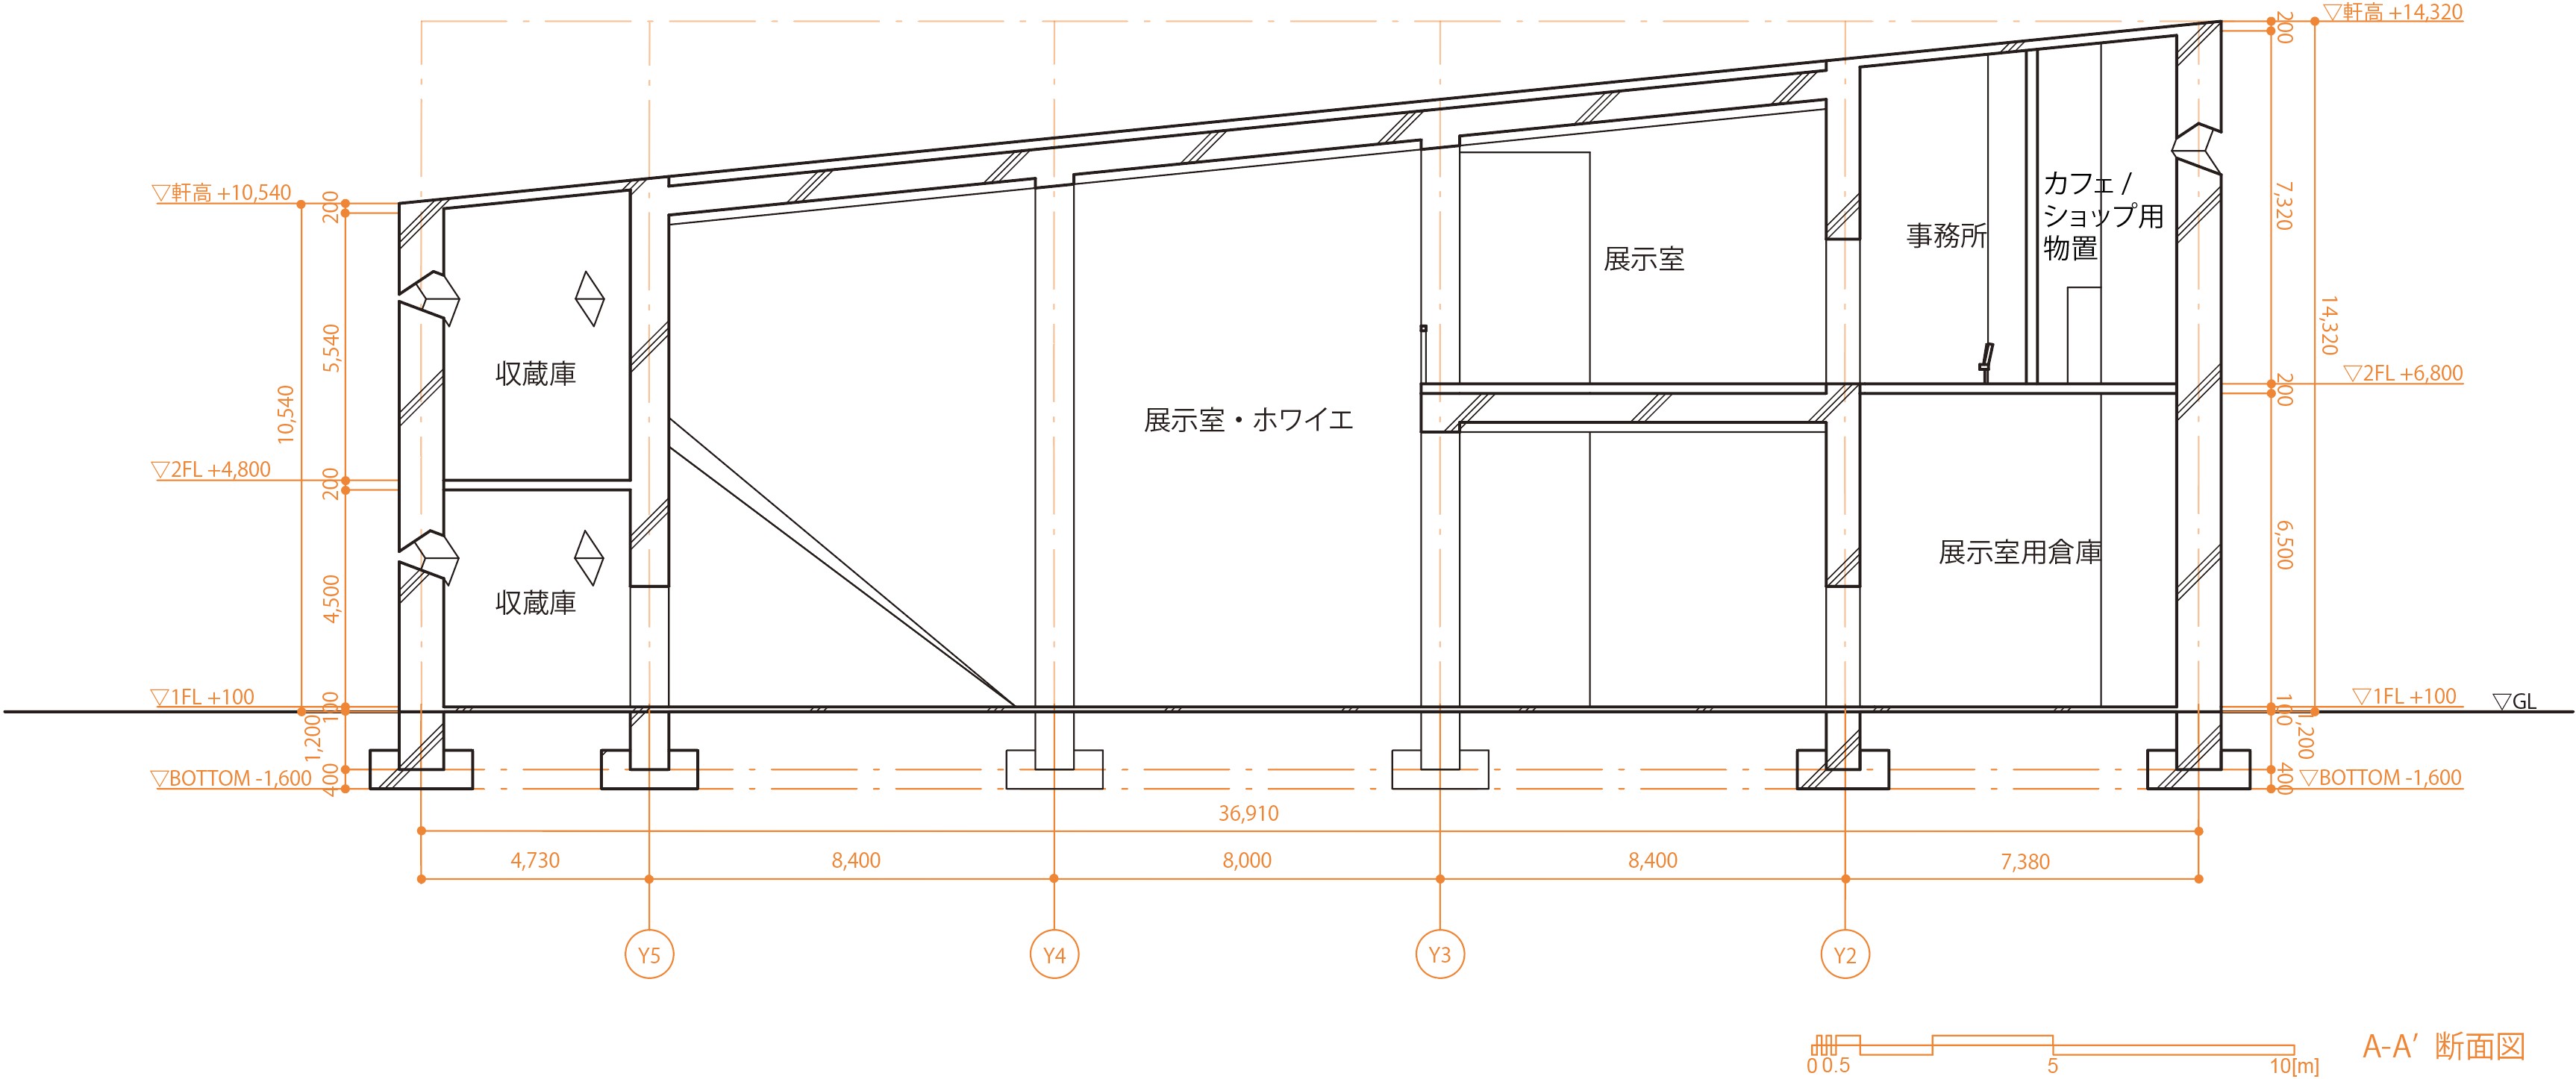 ▽軒高 +14,320
200
▽軒高 +10,540
200
カフェ /
ショップ用
物置
7,320
事務所
展示室
14,320
5,540
収蔵庫
▽2FL +6,800
200
10,540
展示室・ホワイエ
▽2FL +4,800
200
6,500
展示室用倉庫
4,500
収蔵庫
▽1FL +100
100
▽1FL +100
100
▽GL
1,200
1,200
▽BOTTOM -1,600
400
▽BOTTOM -1,600
400
36,910
4,730
8,400
8,000
8,400
7,380
Y5
Y4
Y3
Y2
0 0.5 5 10[m]
A-A′ 断面図